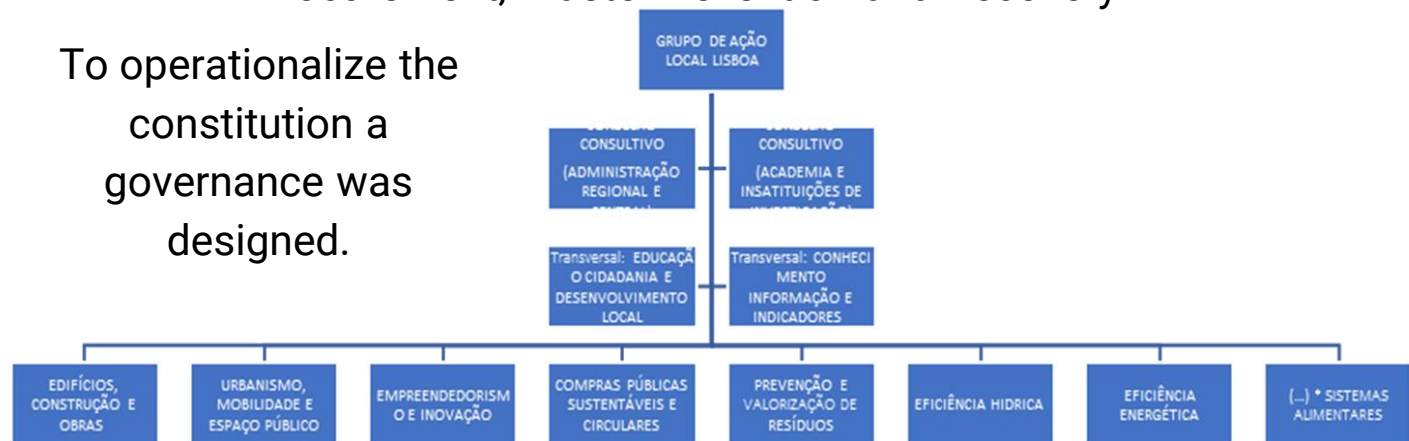 To operationalize the
constitution a
governance was
designed.
GRUPO DE AÇÃO
LOCAL LISBOA
CONSULTIVO
(ADMINISTRAÇÃO
REGIONAL E
CONSULTIVO
(ACADEMIA E
INSATITUIÇÕES DE
Transversal: EDUCAÇÃ
O CIDADANIA E
DESENVOLVIMENTO
LOCAL
Transversal: CONHECI
MENTO
INFORMAÇÃO E
INDICADORES
EDIFÍCIOS,
CONSTRUÇÃO E
OBRAS
URBANISMO,
MOBILIDADE E
ESPAÇO PÚBLICO
EMPREENDEDORISM
O E INOVAÇÃO
COMPRAS PÚBLICAS
SUSTENTÁVEIS E
CIRCULARES
PREVENÇÃO E
VALORIZAÇÃO DE
RESÍDUOS
EFICIÊNCIA HIDRICA
EFICIÊNCIA
ENERGÉTICA
(...) * SISTEMAS
ALIMENTARES